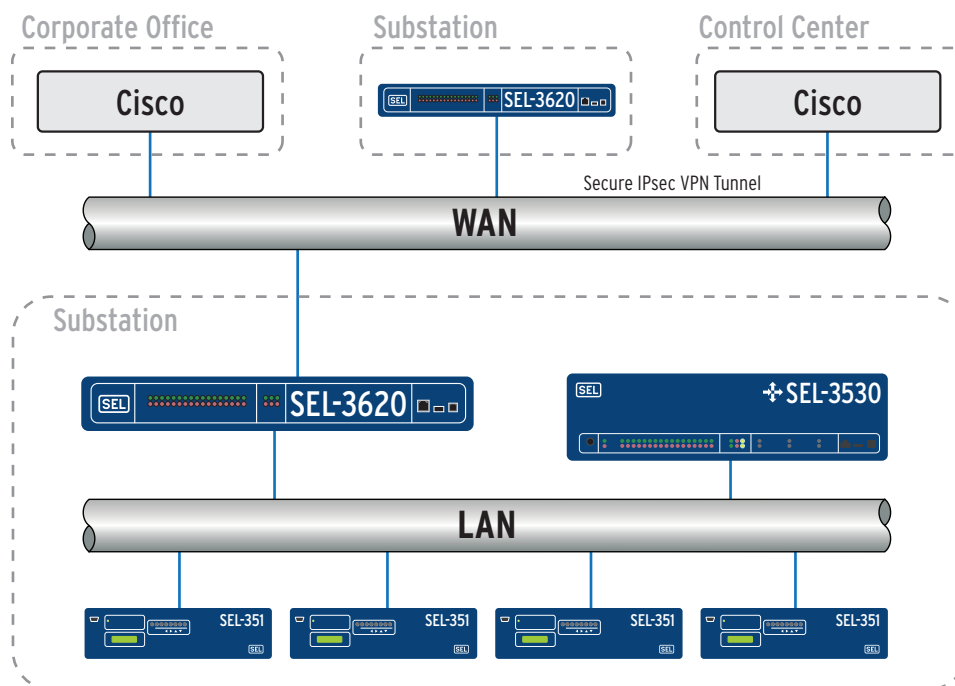 Corporate Office
Substation
Control Center
Cisco
SEL
SEL-3620
Cisco
Secure IPsec VPN Tunnel
WAN
Substation
SEL
SEL-3620
SEL
SEL-3530
LAN
SEL-351
SEL
SEL-351
SEL
SEL-351
SEL
SEL-351
SEL